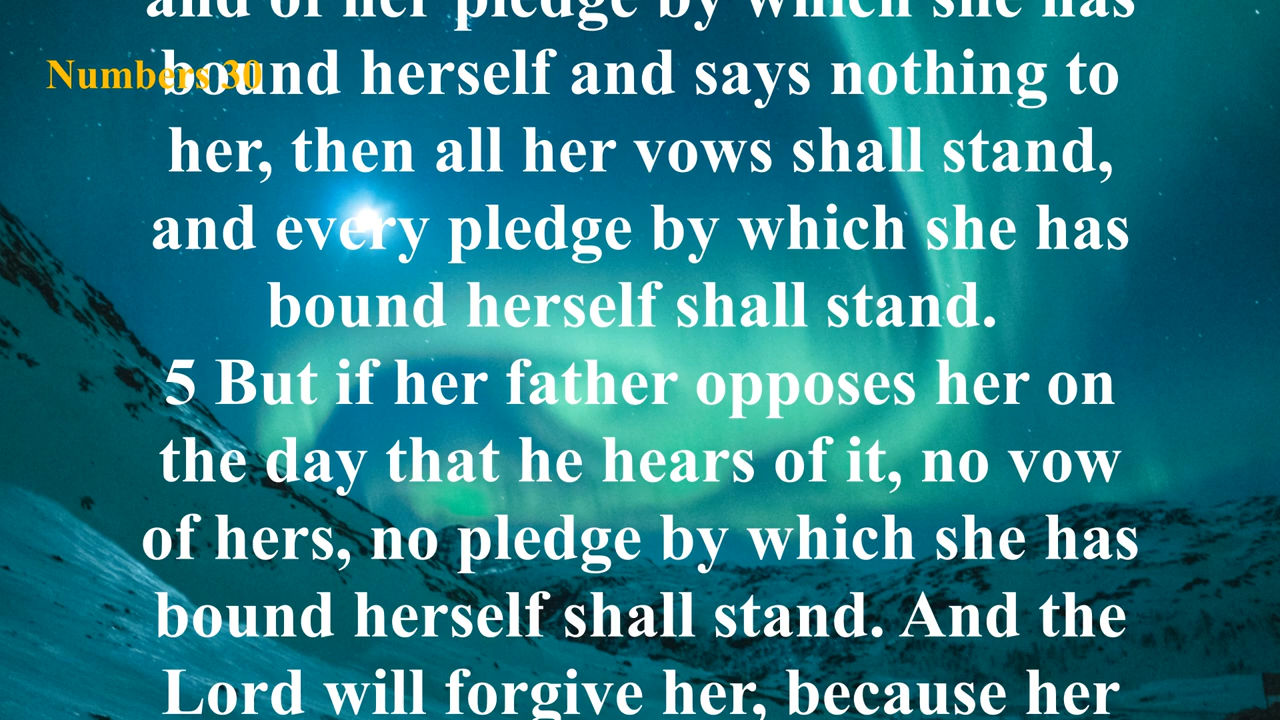 and of her pledge by which she has
Numbers 30
bound herself and says nothing to
her, then all her vows shall stand,
and every pledge by which she has
bound herself shall stand.
5 But if her father opposes her on
the day that he hears of it, no vow
of hers, no pledge by which she has
bound herself shall stand. And the
Lord will forgive her, because her